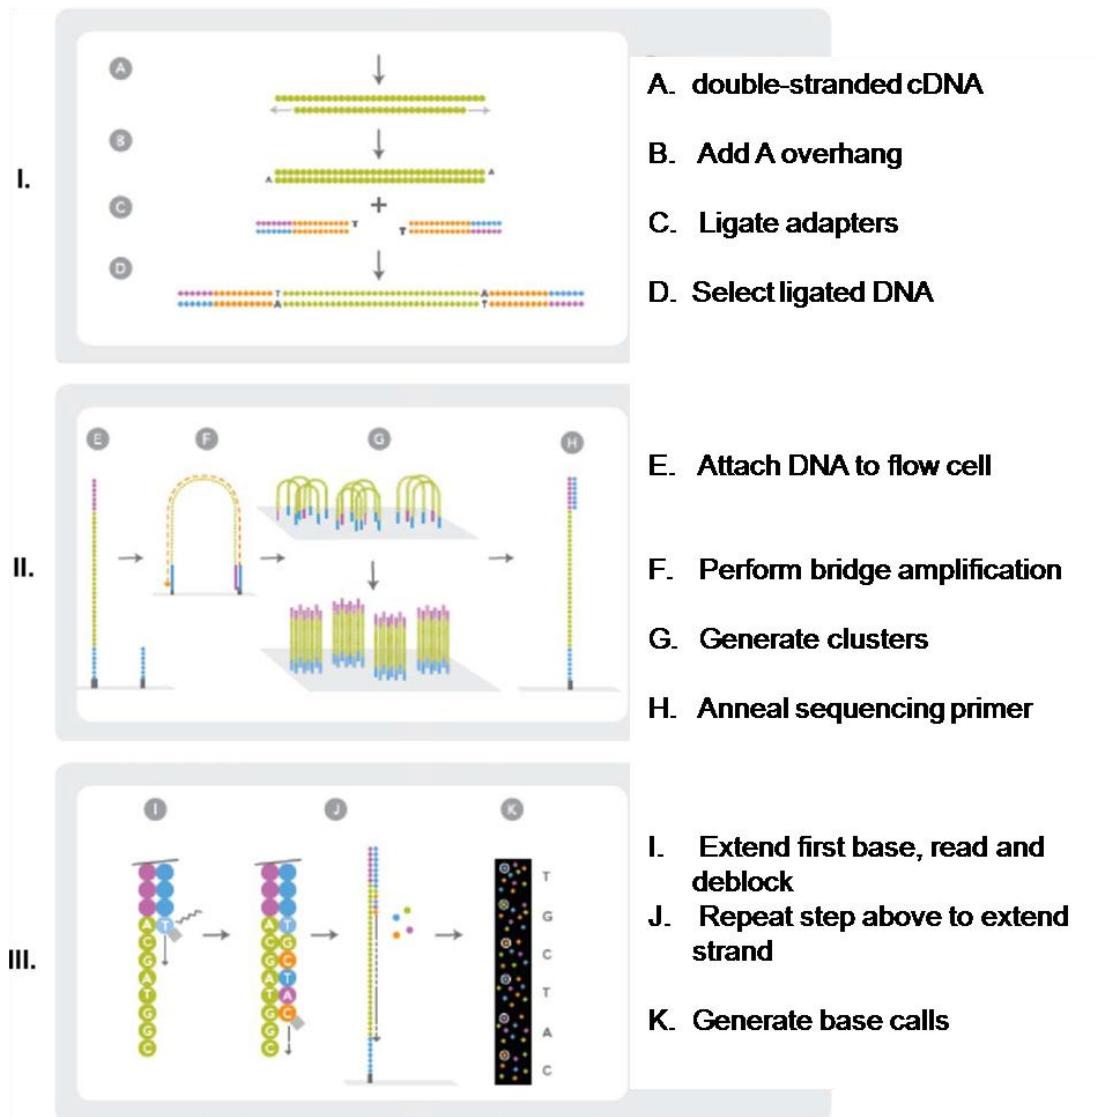 I.
A
B
C
D
A
A
+
T
T
T
A
A
T
A. double-stranded cDNA
B. Add A overhang
C. Ligate adapters
D. Select ligated DNA
II.
E
F
G
H
E. Attach DNA to flow cell
F. Perform bridge amplification
G. Generate clusters
H. Anneal sequencing primer
III.
I
J
K
A T
C
G
A
T
G
G
C
A T
C G
G C
A T
T A
G C
G
C
T
G
C
T
A
C
I. Extend first base, read and
deblock
J. Repeat step above to extend
strand
K. Generate base calls